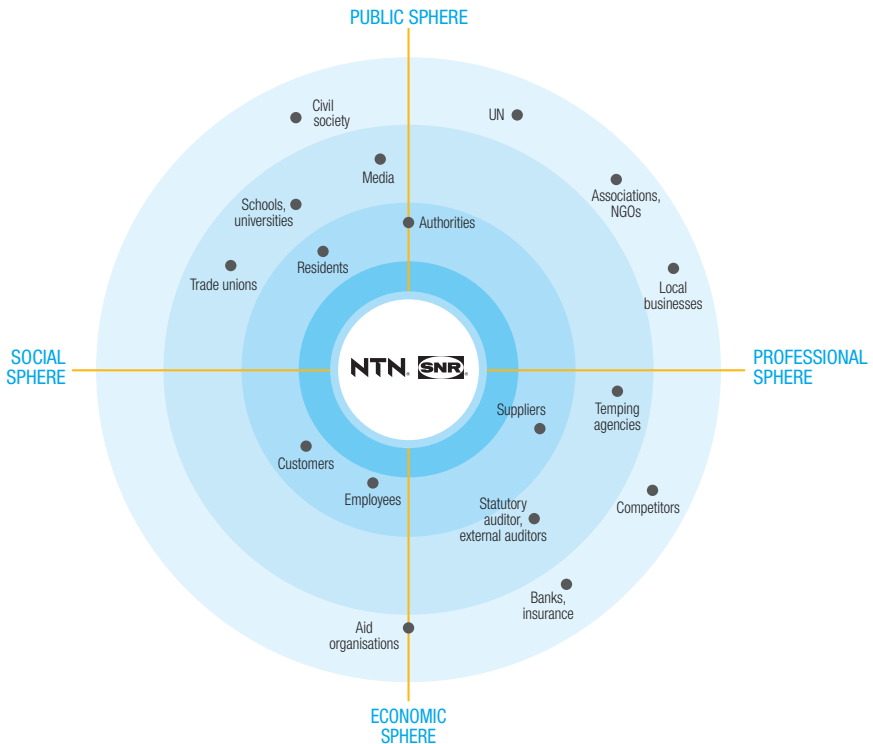 PUBLIC SPHERE
Civil
society
UN
Media
Associations,
NGOs
Schools,
universities
Authorities
Residents
Trade unions
Local
businesses
SOCIAL
SPHERE
NTN®
SNR®
PROFESSIONAL
SPHERE
Suppliers
Temping
agencies
Customers
Employees
Statutory
auditor,
external auditors
Competitors
Banks,
insurance
Aid
organisations
ECONOMIC
SPHERE